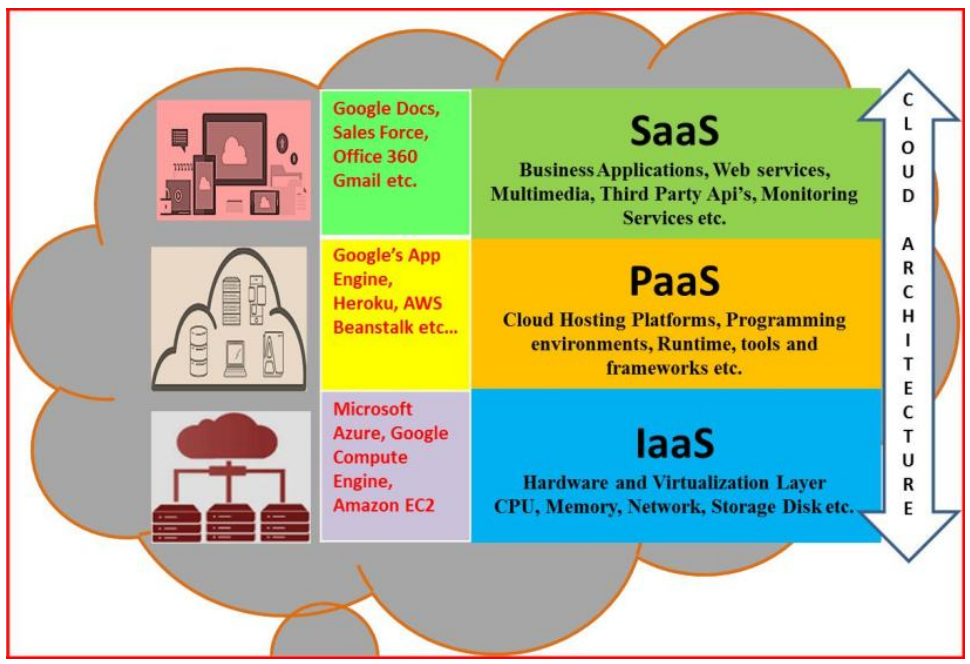 Google Docs,
Sales Force,
Office 360
Gmail etc.
SaaS
Business Applications, Web services,
Multimedia, Third Party Api's, Monitoring
Services etc.
Google's App
Engine,
Heroku, AWS
Beanstalk etc...
PaaS
Cloud Hosting Platforms, Programming
environments, Runtime, tools and
frameworks etc.
Microsoft
Azure, Google
Compute
Engine,
Amazon EC2
IaaS
Hardware and Virtualization Layer
CPU, Memory, Network, Storage Disk etc.
CLOUD ARCHITECTURE